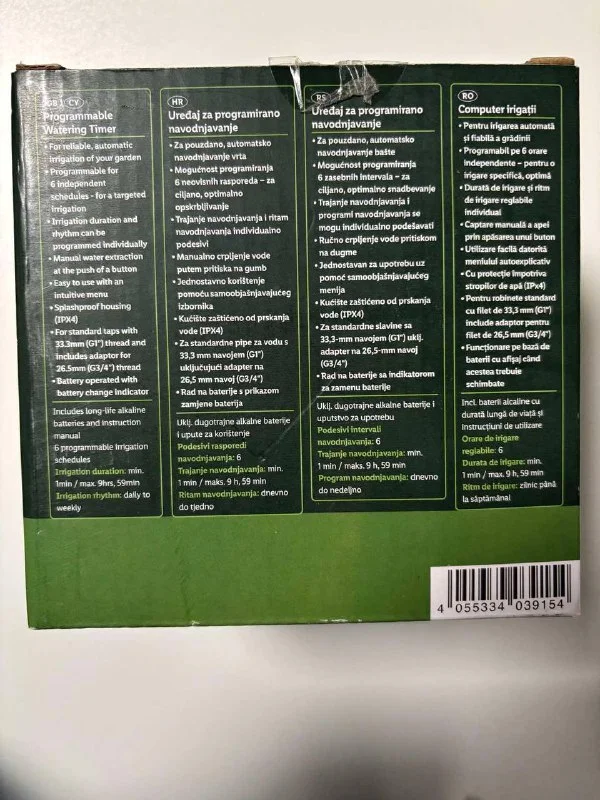 GB CY
Programmable
Watering Timer
• For reliable, automatic
irrigation of your garden
• Programmable for
6 independent
schedules - for a targeted
irrigation
• Irrigation duration and
rhythm can be
programmed individually
• Manual water extraction
at the push of a button
• Easy to use with an
intuitive menu
• Splashproof housing
(IPX4)
• For standard taps with
33.3mm (G1") thread and
includes adaptor for
26.5mm (G3/4") thread
• Battery operated with
battery change indicator
Includes long-life alkaline
batteries and instruction
manual
6 programmable irrigation
schedules
Irrigation duration: min.
1min / max. 9hrs, 59min
Irrigation rhythm: daily to
weekly
HR
Uređaj za programirano
navodnjavanje
• Za pouzdano, automatsko
navodnjavanje vrta
• Mogućnost programiranja
6 neovisnih rasporeda – za
ciljano, optimalno
opskrbljivanje
• Trajanje navodnjavanja i ritam
navodnjavanja individualno
podesivi
• Manualno crpljenje vode
putem pritiska na gumb
• Jednostavno korištenje
pomoću samoobjašnjavajućeg
izbornika
• Kućište zaštićeno od prskanja
vode (IPX4)
• Za standardne pipe za vodu s
33,3 mm navojem (G1")
uključujući adapter na
26,5 mm navoj (G3/4")
• Rad na baterije s prikazom
zamjene baterija
Uklj. dugotrajne alkalne baterije
i upute za korištenje
Podesivi rasporedi
navodnjavanja: 6
Trajanje navodnjavanja: min.
1 min / maks. 9 h, 59 min
Ritam navodnjavanja: dnevno
do tjedno
RS
Uređaj za programirano
navodnjavanje
• Za pouzdano, automatsko
navodnjavanje bašte
• Mogućnost programiranja
6 zasebnih intervala – za
ciljano, optimalno snadbevanje
• Trajanje navodnjavanja i
programi navodnjavanja se
mogu individualno podešavati
• Ručno crpljenje vode pritiskom
na dugme
• Jednostavan za upotrebu uz
pomoć samoobjašnjavajućeg
menija
• Kućište zaštićeno od prskanja
vode (IPX4)
• Za standardne slavine sa
33,3-mm navojem (G1") uklj.
adapter na 26,5-mm navoj
(G3/4")
• Rad na baterije sa indikatorom
za zamenu baterije
Uklj. dugotrajne alkalne baterije i
uputstvo za upotrebu
Podesivi intervali
navodnjavanja: 6
Trajanje navodnjavanja: min.
1 min / maks. 9 h, 59 min
Program navodnjavanja: dnevno
do nedeljno
RO
Computer irigații
• Pentru irigarea automată
și fiabilă a grădinii
• Programabil pe 6 orare
independente – pentru o
irigare specifică, optimă
• Durată de irigare și ritm
de irigare reglabile
individual
• Captare manuală a apei
prin apăsarea unui buton
• Utilizare facilă datorită
meniului autoexplicativ
• Cu protecție împotriva
stropilor de apă (IPx4)
• Pentru robinete standard
cu filet de 33,3 mm (G1")
include adaptor pentru
filet de 26,5 mm (G3/4")
• Funcționare pe bază de
baterii cu afișaj când
acestea trebuie
schimbate
Incl. baterii alcaline cu
durată lungă de viață și
instrucțiuni de utilizare
Orare de irigare
reglabile: 6
Durata de irigare: min.
1 min / max. 9 h, 59 min
Ritm de irigare: zilnic până
la săptămânal
4 055334 039154